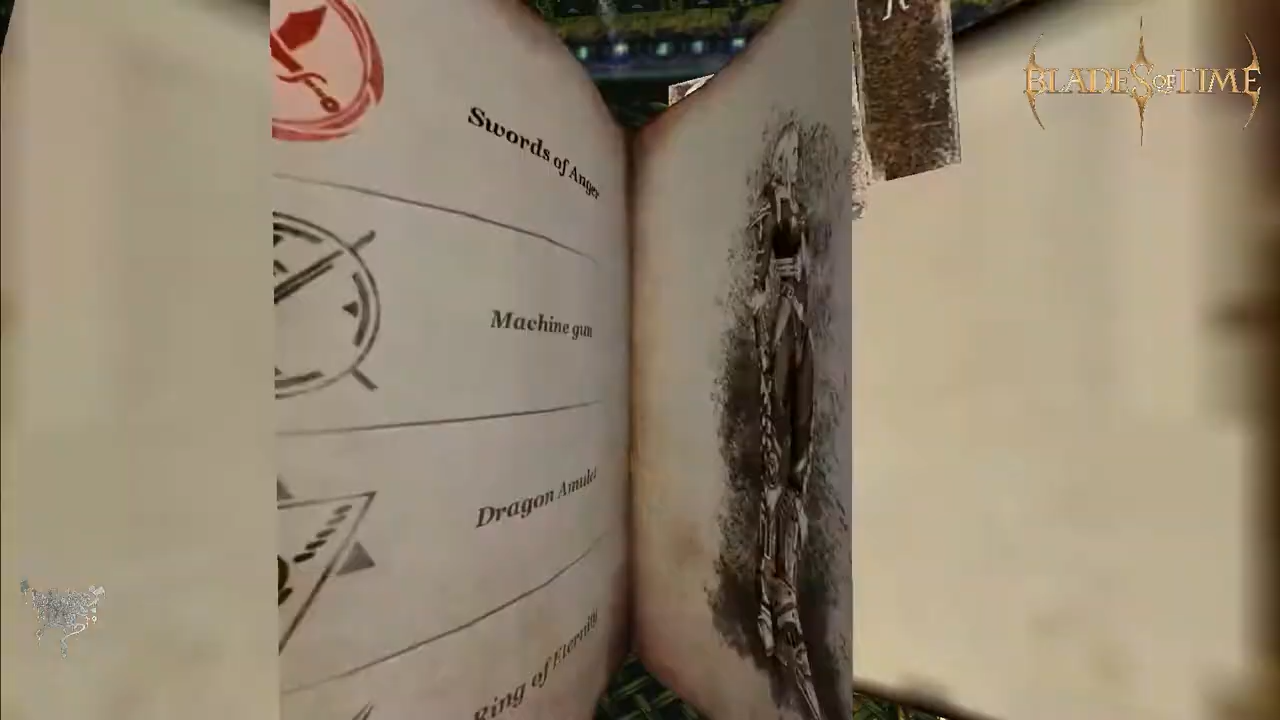 BLADES OF TIME
Swords of Anger
Machine gun
Dragon Amulet
Ring of Eternity